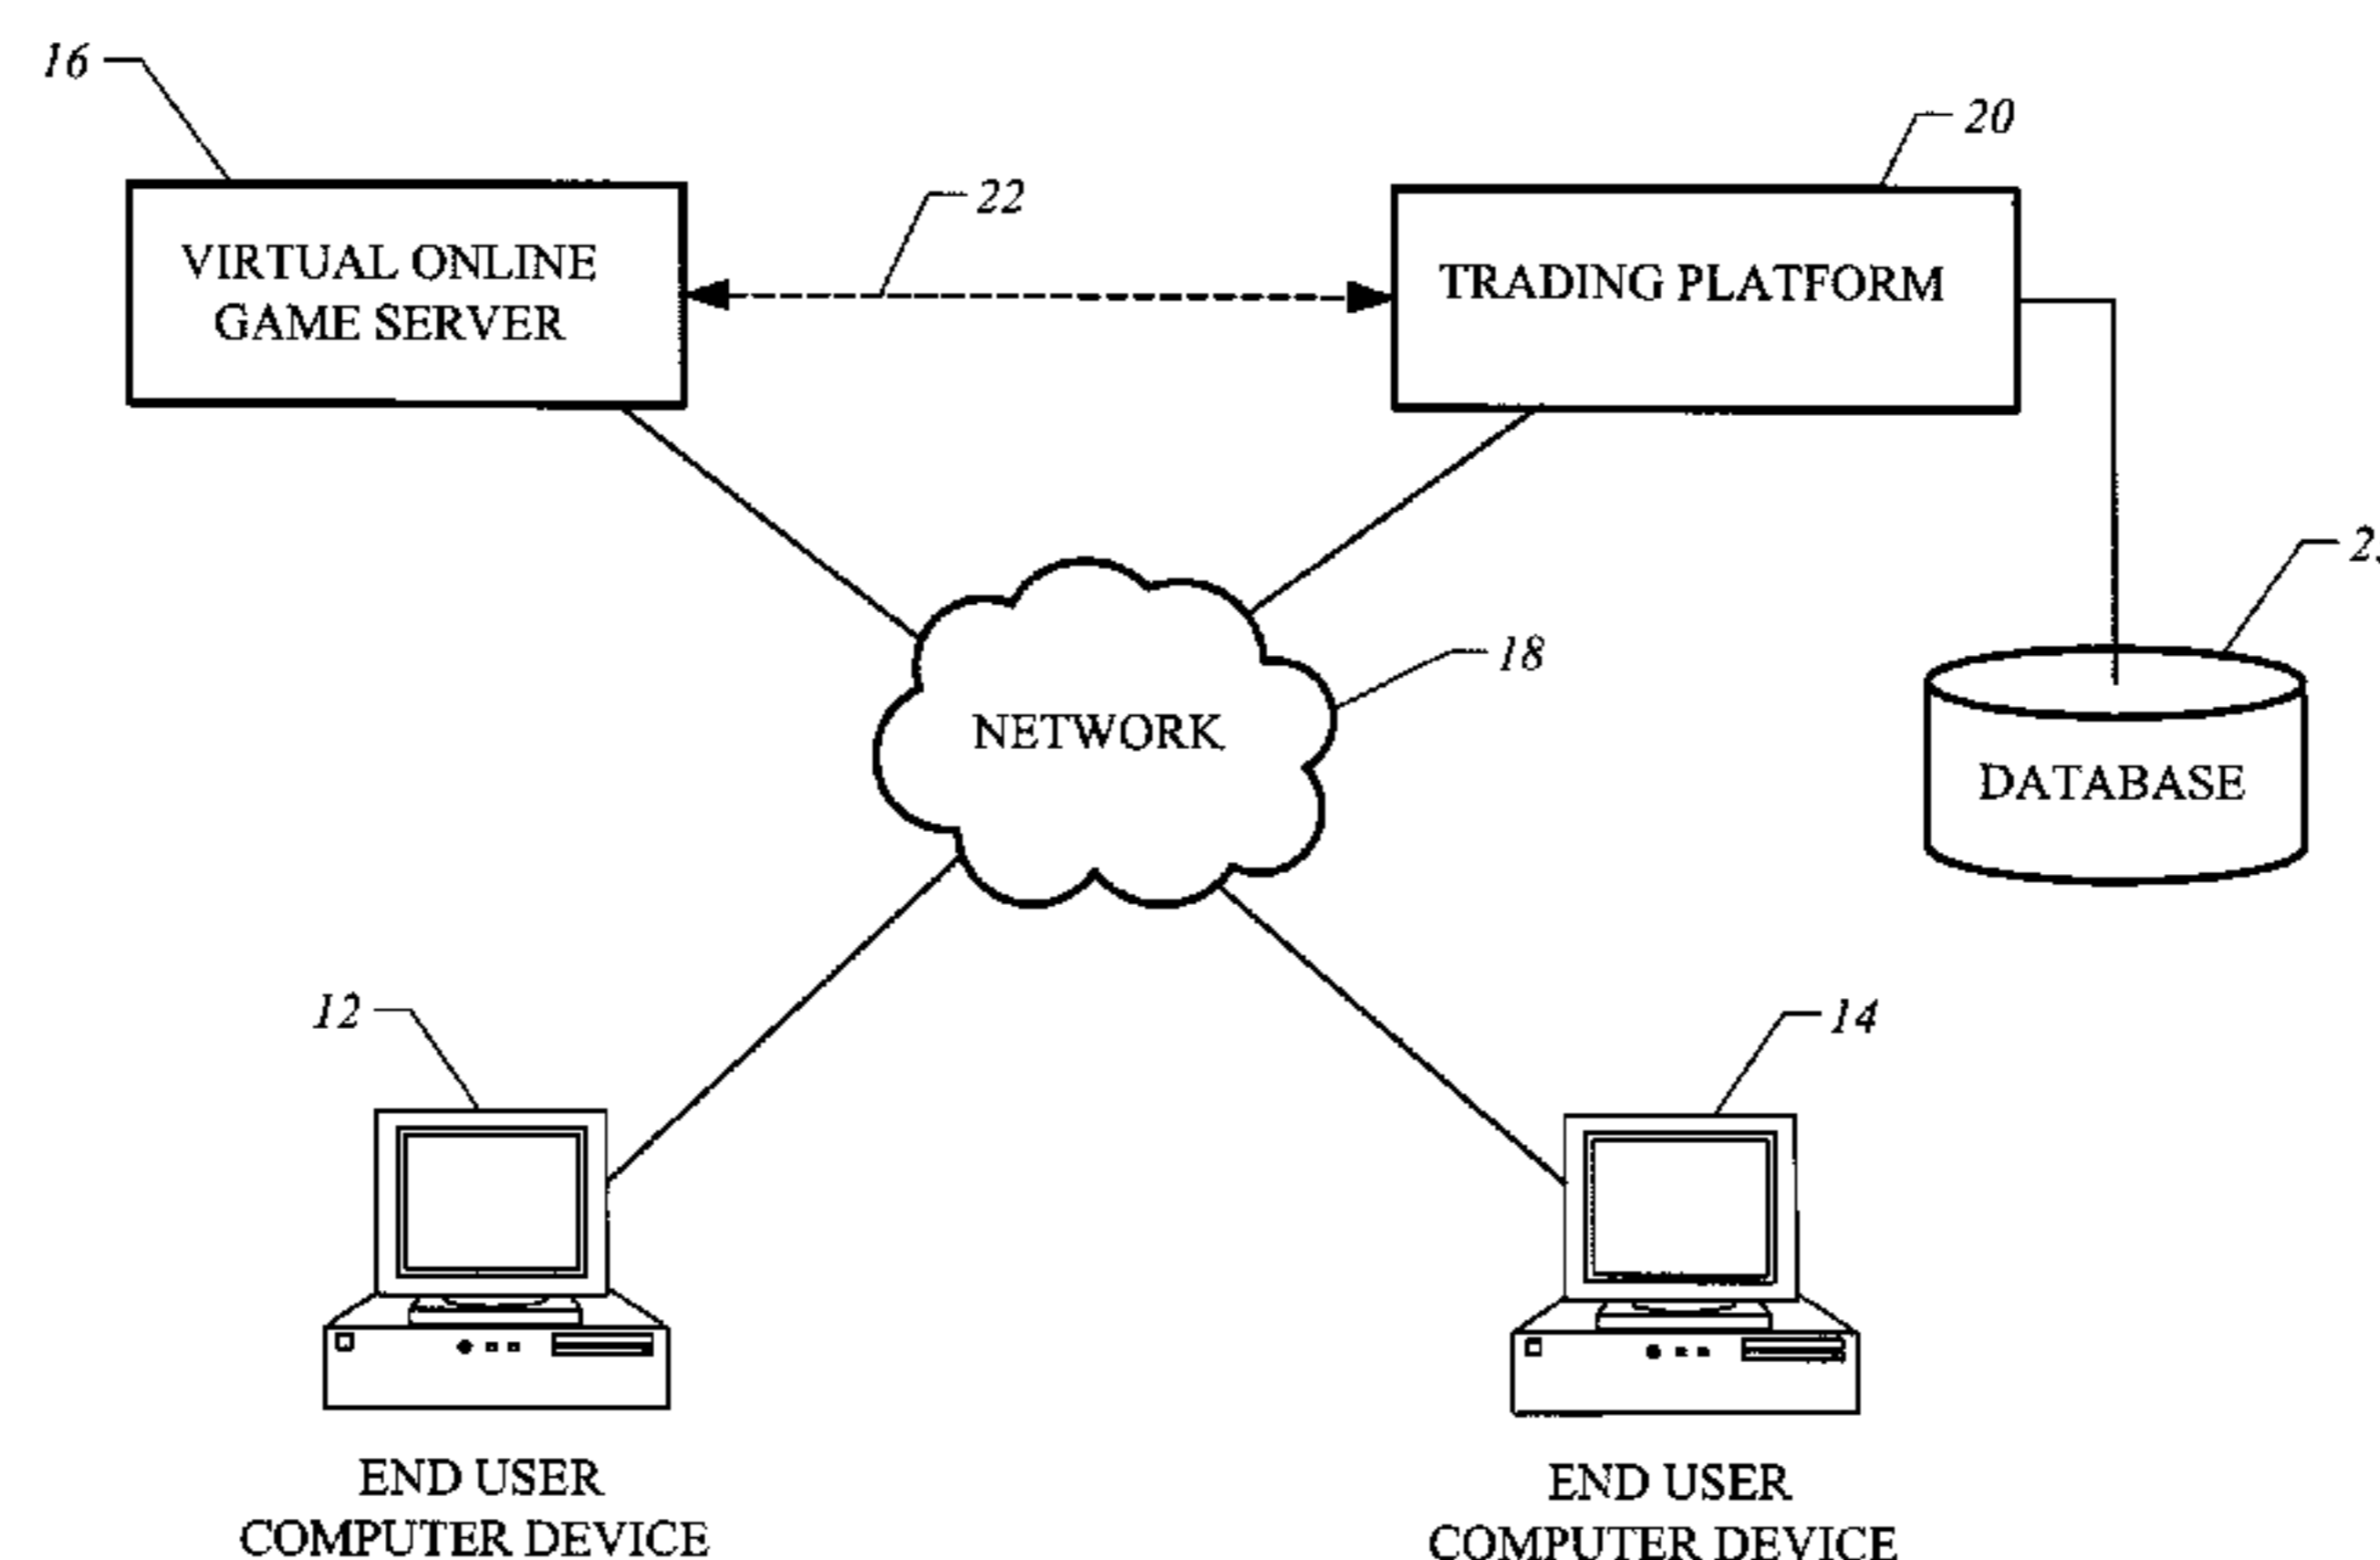 16
20
22
VIRTUAL ONLINE
GAME SERVER
TRADING PLATFORM
18
NETWORK
DATABASE
12
14
END USER
COMPUTER DEVICE
END USER
COMPUTER DEVICE